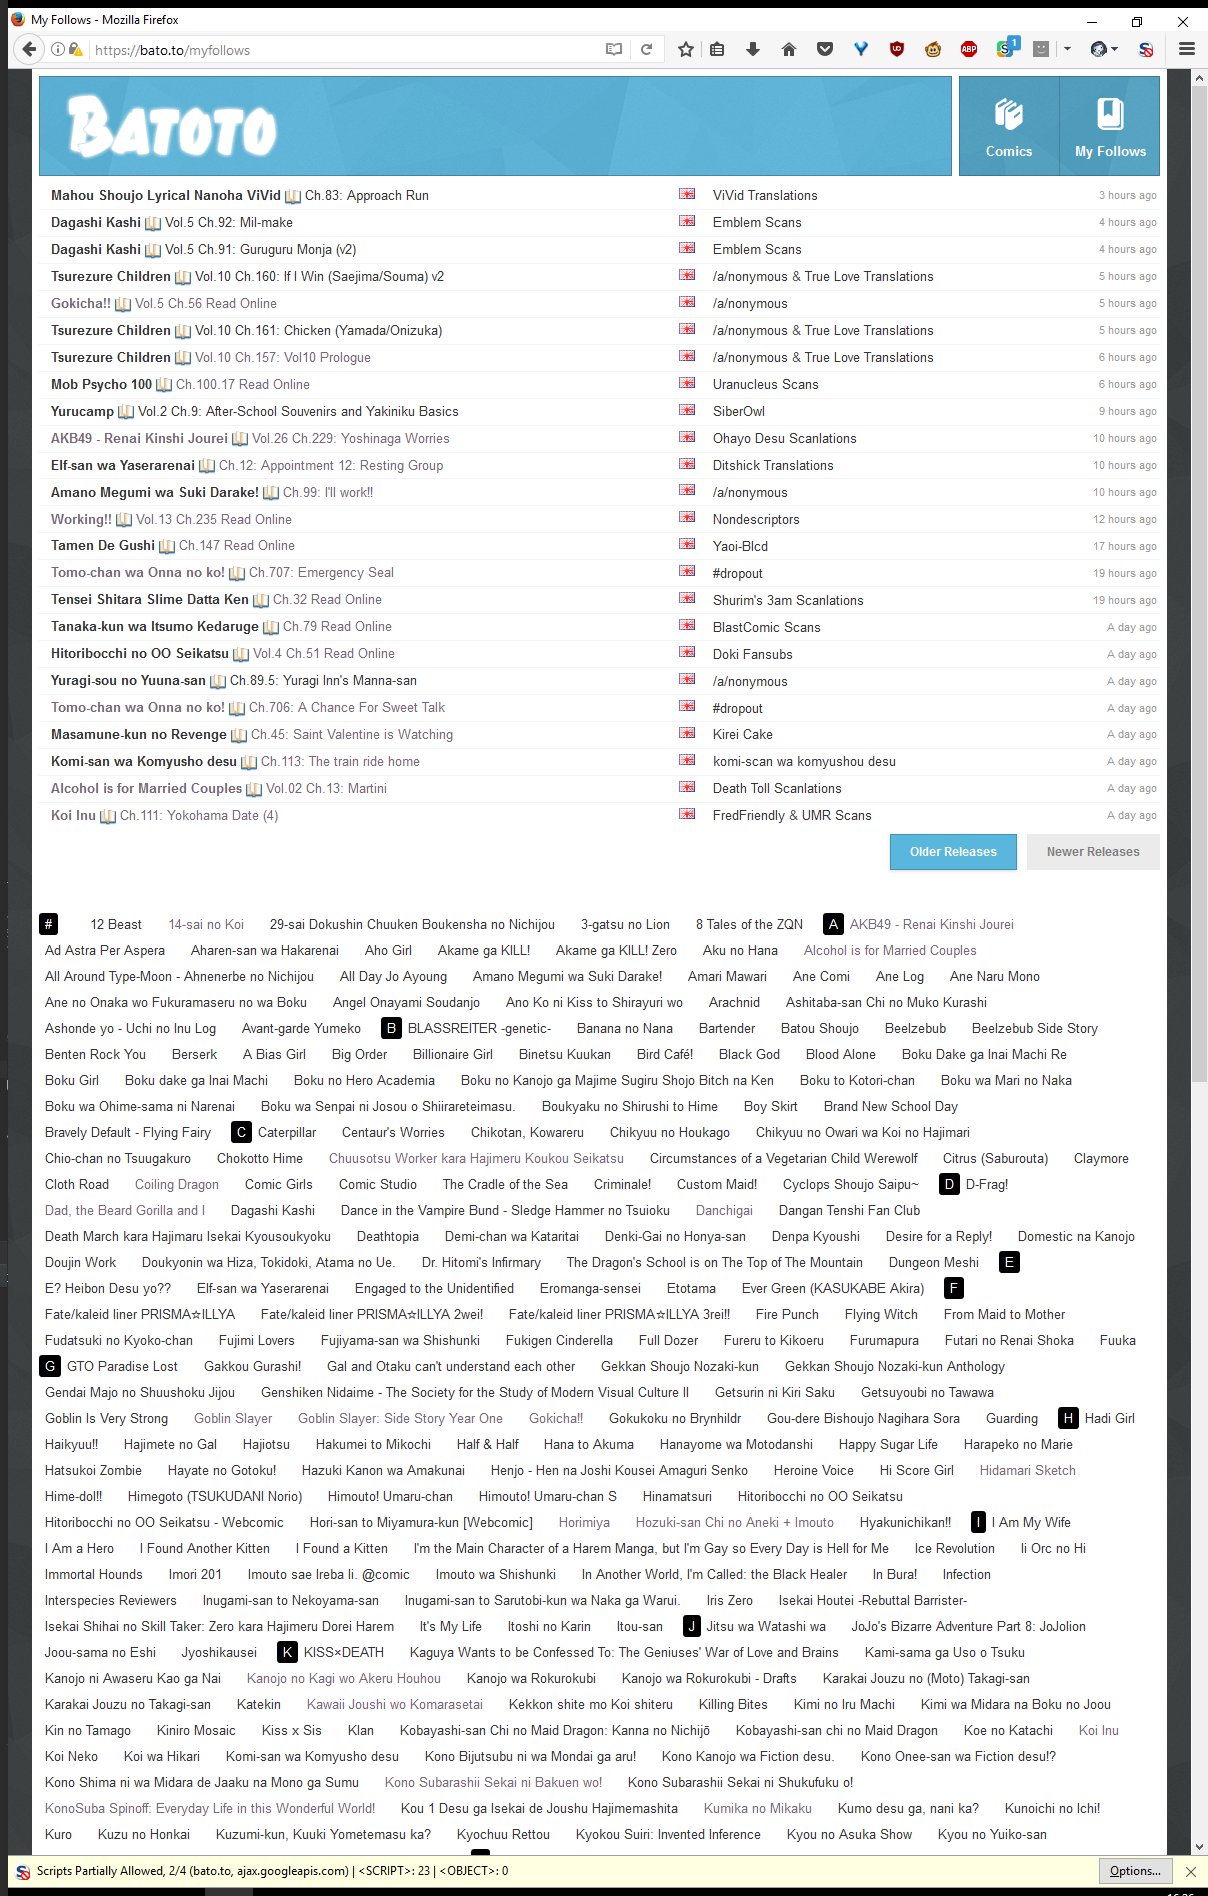 My Follows - Mozilla Firefox
https://bato.to/myfollows
BATOTO
Comics
My Follows
Mahou Shoujo Lyrical Nanoha ViVid Ch.83: Approach Run ViVid Translations 3 hours ago
Dagashi Kashi Vol.5 Ch.92: Mil-make Emblem Scans 4 hours ago
Dagashi Kashi Vol.5 Ch.91: Guruguru Monja (v2) Emblem Scans 4 hours ago
Tsurezure Children Vol.10 Ch.160: If I Win (Saejima/Souma) v2 /a/nonymous & True Love Translations 5 hours ago
Gokicha!! Vol.5 Ch.56 Read Online /a/nonymous 5 hours ago
Tsurezure Children Vol.10 Ch.161: Chicken (Yamada/Onizuka) /a/nonymous & True Love Translations 5 hours ago
Tsurezure Children Vol.10 Ch.157: Vol10 Prologue /a/nonymous & True Love Translations 6 hours ago
Mob Psycho 100 Ch.100.17 Read Online Uranucleus Scans 6 hours ago
Yurucamp Vol.2 Ch.9: After-School Souvenirs and Yakiniku Basics SiberOwl 9 hours ago
AKB49 - Renai Kinshi Jourei Vol.26 Ch.229: Yoshinaga Worries Ohayo Desu Scanlations 10 hours ago
Elf-san wa Yaserarenai Ch.12: Appointment 12: Resting Group Ditshick Translations 10 hours ago
Amano Megumi wa Suki Darake! Ch.99: I'll work!! /a/nonymous 10 hours ago
Working!! Vol.13 Ch.235 Read Online Nondescriptors 12 hours ago
Tamen De Gushi Ch.147 Read Online Yaoi-Blcd 17 hours ago
Tomo-chan wa Onna no ko! Ch.707: Emergency Seal #dropout 19 hours ago
Tensei Shitara Slime Datta Ken Ch.32 Read Online Shurim's 3am Scanlations 19 hours ago
Tanaka-kun wa Itsumo Kedaruge Ch.79 Read Online BlastComic Scans A day ago
Hitoribocchi no OO Seikatsu Vol.4 Ch.51 Read Online Doki Fansubs A day ago
Yuragi-sou no Yuuna-san Ch.89.5: Yuragi Inn's Manna-san /a/nonymous A day ago
Tomo-chan wa Onna no ko! Ch.706: A Chance For Sweet Talk #dropout A day ago
Masamune-kun no Revenge Ch.45: Saint Valentine is Watching Kirei Cake A day ago
Komi-san wa Komyusho desu Ch.113: The train ride home komi-scan wa komyushou desu A day ago
Alcohol is for Married Couples Vol.02 Ch.13: Martini Death Toll Scanlations A day ago
Koi Inu Ch.111: Yokohama Date (4) FredFriendly & UMR Scans A day ago
Older Releases Newer Releases
# 12 Beast 14-sai no Koi 29-sai Dokushin Chuuken Boukensha no Nichijou 3-gatsu no Lion 8 Tales of the ZQN A AKB49 - Renai Kinshi Jourei
Ad Astra Per Aspera Aharen-san wa Hakarenai Aho Girl Akame ga KILL! Akame ga KILL! Zero Aku no Hana Alcohol is for Married Couples
All Around Type-Moon - Ahnenerbe no Nichijou All Day Jo Ayoung Amano Megumi wa Suki Darake! Amari Mawari Ane Comi Ane Log Ane Naru Mono
Ane no Onaka wo Fukuramaseru no wa Boku Angel Onayami Soudanjo Ano Ko ni Kiss to Shirayuri wo Arachnid Ashitaba-san Chi no Muko Kurashi
Ashonde yo - Uchi no Inu Log Avant-garde Yumeko B BLASSREITER -genetic- Banana no Nana Bartender Batou Shoujo Beelzebub Beelzebub Side Story
Benten Rock You Berserk A Bias Girl Big Order Billionaire Girl Binetsu Kuukan Bird Café! Black God Blood Alone Boku Dake ga Inai Machi Re
Boku Girl Boku dake ga Inai Machi Boku no Hero Academia Boku no Kanojo ga Majime Sugiru Shojo Bitch na Ken Boku to Kotori-chan Boku wa Mari no Naka
Boku wa Ohime-sama ni Narenai Boku wa Senpai ni Josou o Shiirareteimasu. Boukyaku no Shirushi to Hime Boy Skirt Brand New School Day
Bravely Default - Flying Fairy C Caterpillar Centaur's Worries Chikotan, Kowareru Chikyuu no Houkago Chikyuu no Owari wa Koi no Hajimari
Chio-chan no Tsuugakuro Chokotto Hime Chuusotsu Worker kara Hajimeru Koukou Seikatsu Circumstances of a Vegetarian Child Werewolf Citrus (Saburouta) Claymore
Cloth Road Coiling Dragon Comic Girls Comic Studio The Cradle of the Sea Criminale! Custom Maid! Cyclops Shoujo Saipu~ D D-Frag!
Dad, the Beard Gorilla and I Dagashi Kashi Dance in the Vampire Bund - Sledge Hammer no Tsuioku Danchigai Dangan Tenshi Fan Club
Death March kara Hajimaru Isekai Kyousoukyoku Deathtopia Demi-chan wa Kataritai Denki-Gai no Honya-san Denpa Kyoushi Desire for a Reply! Domestic na Kanojo
Doujin Work Doukyonin wa Hiza, Tokidoki, Atama no Ue. Dr. Hitomi's Infirmary The Dragon's School is on The Top of The Mountain Dungeon Meshi E
E? Heibon Desu yo?? Elf-san wa Yaserarenai Engaged to the Unidentified Eromanga-sensei Etotama Ever Green (KASUKABE Akira) F
Fate/kaleid liner PRISMA☆ILLYA Fate/kaleid liner PRISMA☆ILLYA 2wei! Fate/kaleid liner PRISMA☆ILLYA 3rei!! Fire Punch Flying Witch From Maid to Mother
Fudatsuki no Kyoko-chan Fujimi Lovers Fujiyama-san wa Shishunki Fukigen Cinderella Full Dozer Fureru to Kikoeru Furumapura Futari no Renai Shoka Fuuka
G GTO Paradise Lost Gakkou Gurashi! Gal and Otaku can't understand each other Gekkan Shoujo Nozaki-kun Gekkan Shoujo Nozaki-kun Anthology
Gendai Majo no Shuushoku Jijou Genshiken Nidaime - The Society for the Study of Modern Visual Culture II Getsurin ni Kiri Saku Getsuyoubi no Tawawa
Goblin Is Very Strong Goblin Slayer Goblin Slayer: Side Story Year One Gokicha!! Gokukoku no Brynhildr Gou-dere Bishoujo Nagihara Sora Guarding H Hadi Girl
Haikyuu!! Hajimete no Gal Hajiotsu Hakumei to Mikochi Half & Half Hana to Akuma Hanayome wa Motodanshi Happy Sugar Life Harapeko no Marie
Hatsukoi Zombie Hayate no Gotoku! Hazuki Kanon wa Amakunai Henjo - Hen na Joshi Kousei Amaguri Senko Heroine Voice Hi Score Girl Hidamari Sketch
Hime-dol!! Himegoto (TSUKUDANI Norio) Himouto! Umaru-chan Himouto! Umaru-chan S Hinamatsuri Hitoribocchi no OO Seikatsu
Hitoribocchi no OO Seikatsu - Webcomic Hori-san to Miyamura-kun [Webcomic] Horimiya Hozuki-san Chi no Aneki + Imouto Hyakunichikan!! I I Am My Wife
I Am a Hero I Found Another Kitten I Found a Kitten I'm the Main Character of a Harem Manga, but I'm Gay so Every Day is Hell for Me Ice Revolution Ii Orc no Hi
Immortal Hounds Imori 201 Imouto sae Ireba Ii. @comic Imouto wa Shishunki In Another World, I'm Called: the Black Healer In Bura! Infection
Interspecies Reviewers Inugami-san to Nekoyama-san Inugami-san to Sarutobi-kun wa Naka ga Warui. Iris Zero Isekai Houtei -Rebuttal Barrister-
Isekai Shihai no Skill Taker: Zero kara Hajimeru Dorei Harem It's My Life Itoshi no Karin Itou-san J Jitsu wa Watashi wa JoJo's Bizarre Adventure Part 8: JoJolion
Joou-sama no Eshi Jyoshikausei K KISS×DEATH Kaguya Wants to be Confessed To: The Geniuses' War of Love and Brains Kami-sama ga Uso o Tsuku
Kanojo ni Awaseru Kao ga Nai Kanojo no Kagi wo Akeru Houhou Kanojo wa Rokurokubi Kanojo wa Rokurokubi - Drafts Karakai Jouzu no (Moto) Takagi-san
Karakai Jouzu no Takagi-san Katekin Kawaii Joushi wo Komarasetai Kekkon shite mo Koi shiteru Killing Bites Kimi no Iru Machi Kimi wa Midara na Boku no Joou
Kin no Tamago Kiniro Mosaic Kiss x Sis Klan Kobayashi-san Chi no Maid Dragon: Kanna no Nichijō Kobayashi-san chi no Maid Dragon Koe no Katachi Koi Inu
Koi Neko Koi wa Hikari Komi-san wa Komyusho desu Kono Bijutsubu ni wa Mondai ga aru! Kono Kanojo wa Fiction desu. Kono Onee-san wa Fiction desu!?
Kono Shima ni wa Midara de Jaaku na Mono ga Sumu Kono Subarashii Sekai ni Bakuen wo! Kono Subarashii Sekai ni Shukufuku o!
KonoSuba Spinoff: Everyday Life in this Wonderful World! Kou 1 Desu ga Isekai de Joushu Hajimemashita Kumika no Mikaku Kumo desu ga, nani ka? Kunoichi no Ichi!
Kuro Kuzu no Honkai Kuzumi-kun, Kuuki Yometemasu ka? Kyochuu Rettou Kyokou Suiri: Invented Inference Kyou no Asuka Show Kyou no Yuiko-san
Scripts Partially Allowed, 2/4 (bato.to, ajax.googleapis.com) | <SCRIPT>: 23 | <OBJECT>: 0 Options...